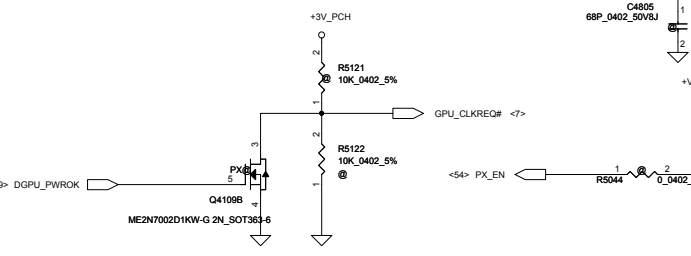 C4805
68P_0402_50V8J
@
1
2
+3V_PCH
2
R5121
@
10K_0402_5%
1
GPU_CLKREQ# <7>
2
R5122
10K_0402_5%
@
1
3
PX@
5
DGPU_PWROK
4
Q4109B
ME2N7002D1KW-G 2N_SOT363-6
<54> PX_EN
1
@
2
R5044
0_0402_